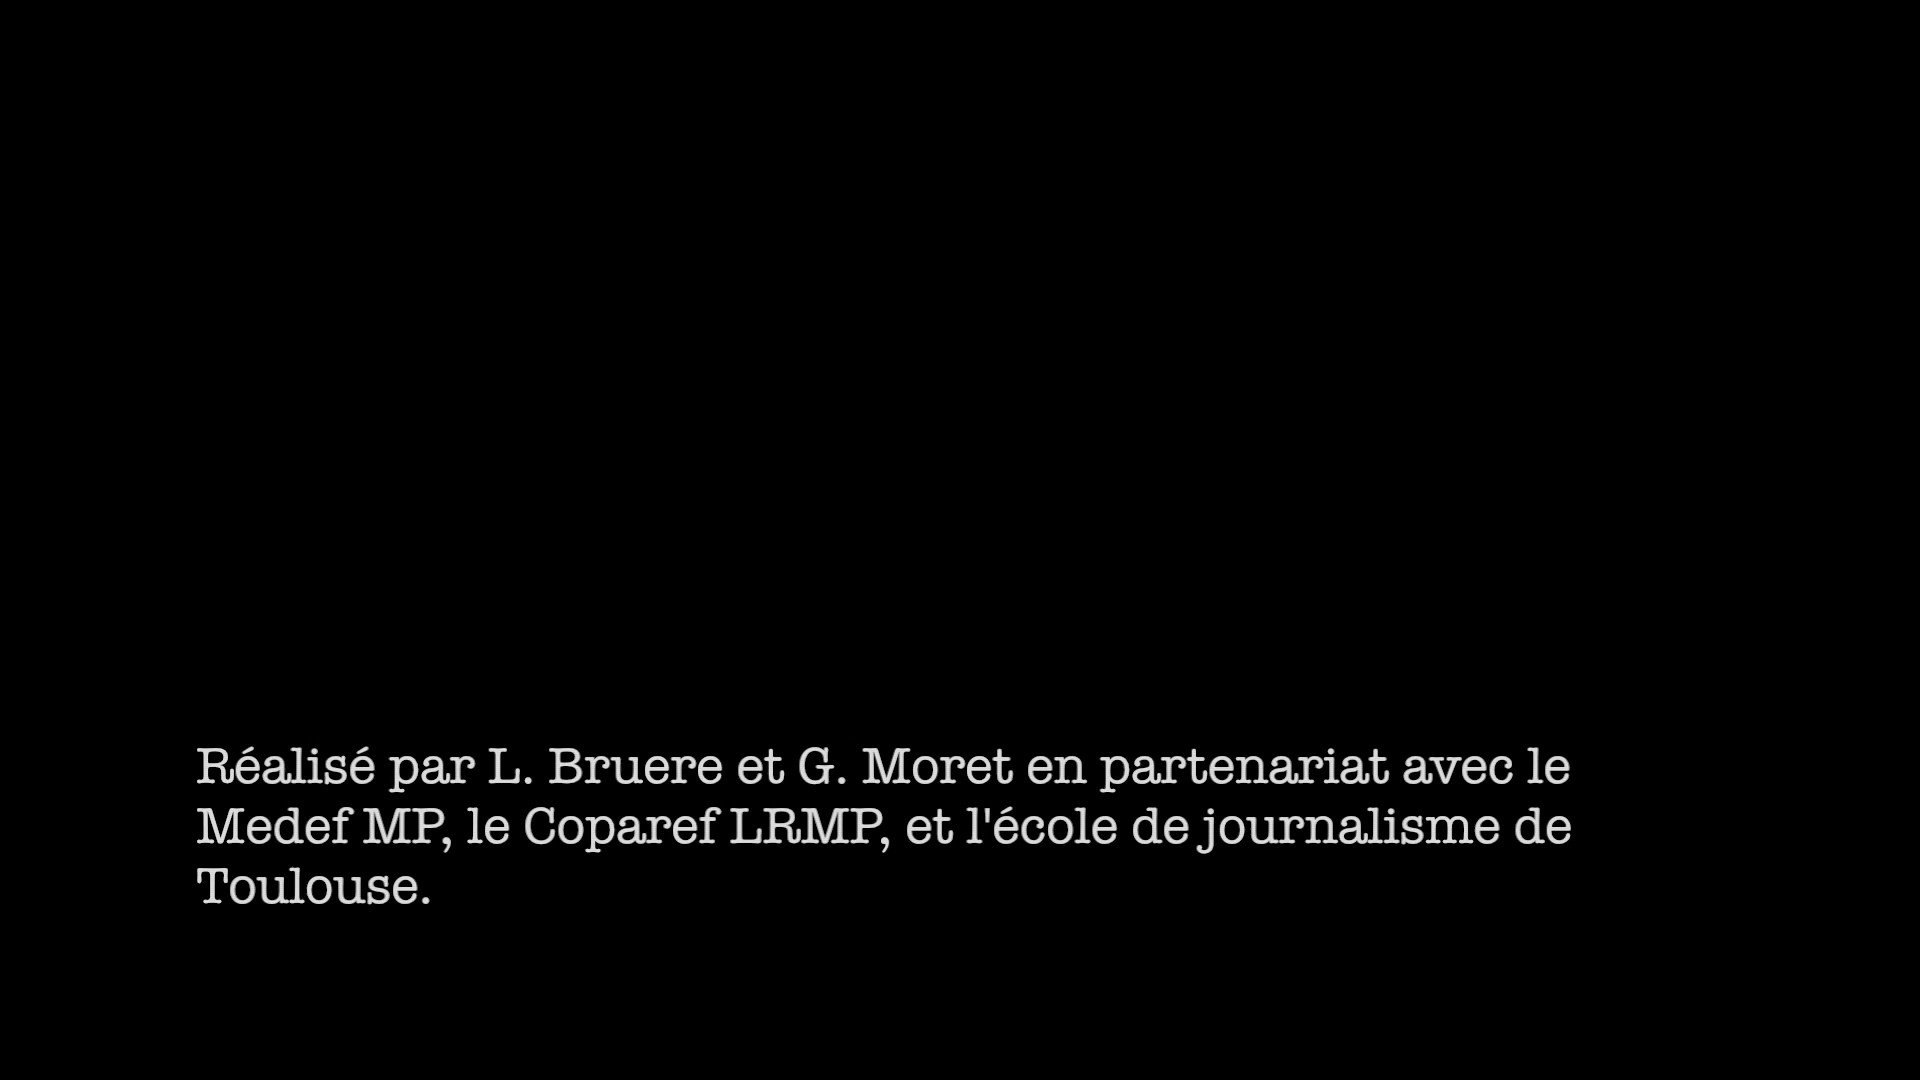 Réalisé par L. Bruere et G. Moret en partenariat avec le
Medef MP, le Coparef LRMP, et l'école de journalisme de
Toulouse.